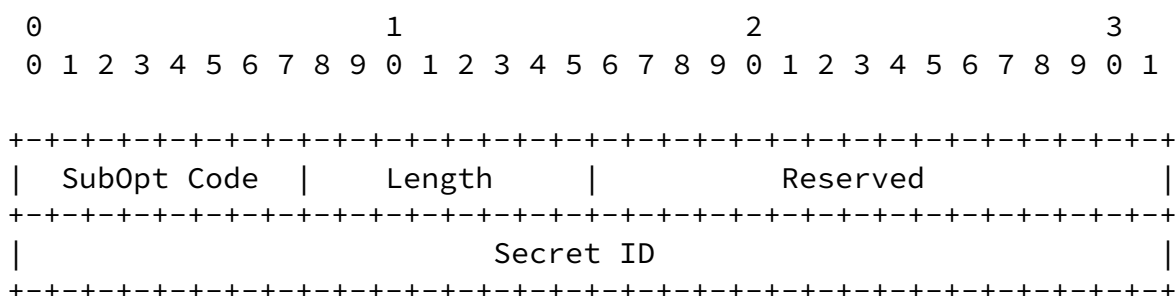 0                   1                   2                   3
 0 1 2 3 4 5 6 7 8 9 0 1 2 3 4 5 6 7 8 9 0 1 2 3 4 5 6 7 8 9 0 1

+-+-+-+-+-+-+-+-+-+-+-+-+-+-+-+-+-+-+-+-+-+-+-+-+-+-+-+-+-+-+-+-+
|  SubOpt Code  |    Length     |          Reserved             |
+-+-+-+-+-+-+-+-+-+-+-+-+-+-+-+-+-+-+-+-+-+-+-+-+-+-+-+-+-+-+-+-+
|                          Secret ID                            |
+-+-+-+-+-+-+-+-+-+-+-+-+-+-+-+-+-+-+-+-+-+-+-+-+-+-+-+-+-+-+-+-+